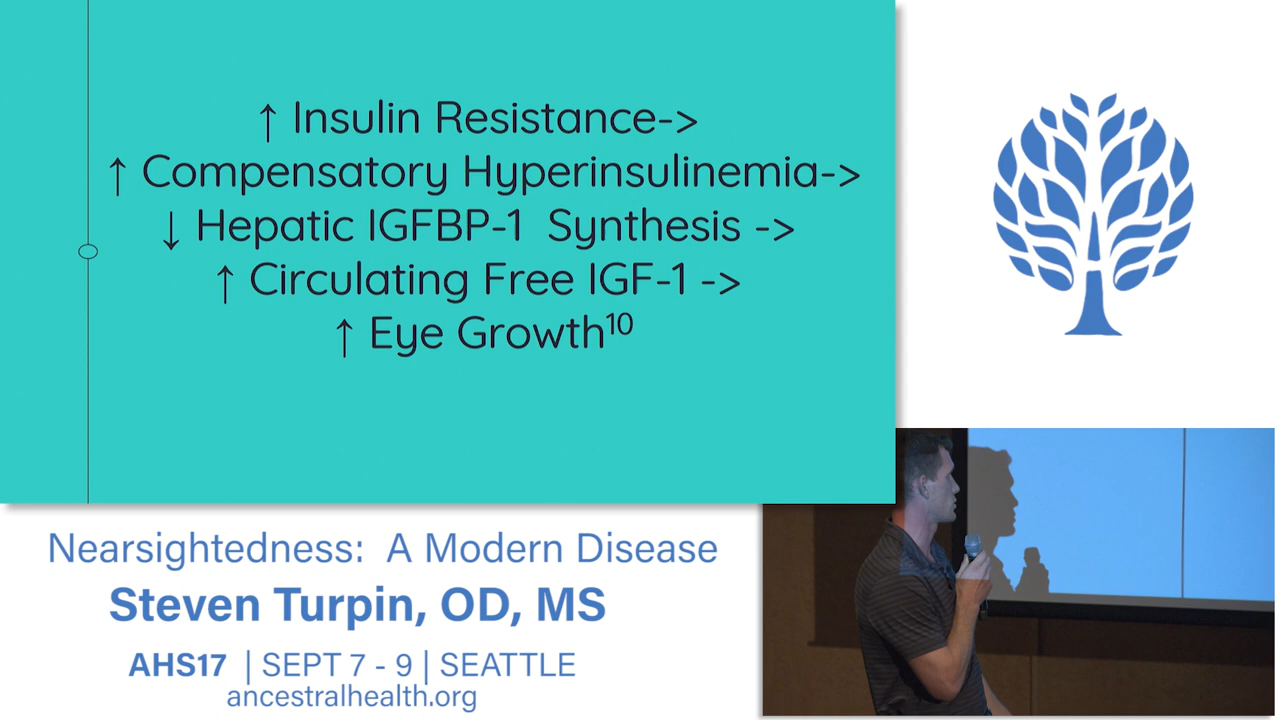 ↑ Insulin Resistance->
↑ Compensatory Hyperinsulinemia->
↓ Hepatic IGFBP-1 Synthesis ->
↑ Circulating Free IGF-1 ->
↑ Eye Growth¹⁰
Nearsightedness: A Modern Disease
Steven Turpin, OD, MS
AHS17 | SEPT 7 - 9 | SEATTLE
ancestralhealth.org